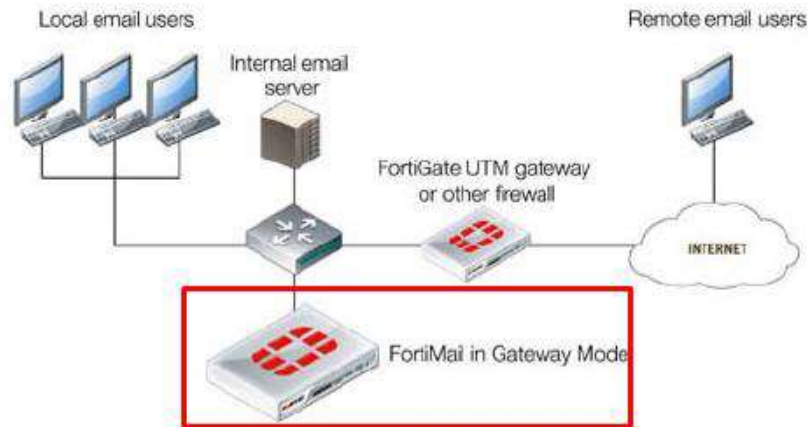 Local email users
Remote email users
Internal email
server
FortiGate UTM gateway
or other firewall
INTERNET
FortiMail in Gateway Mode